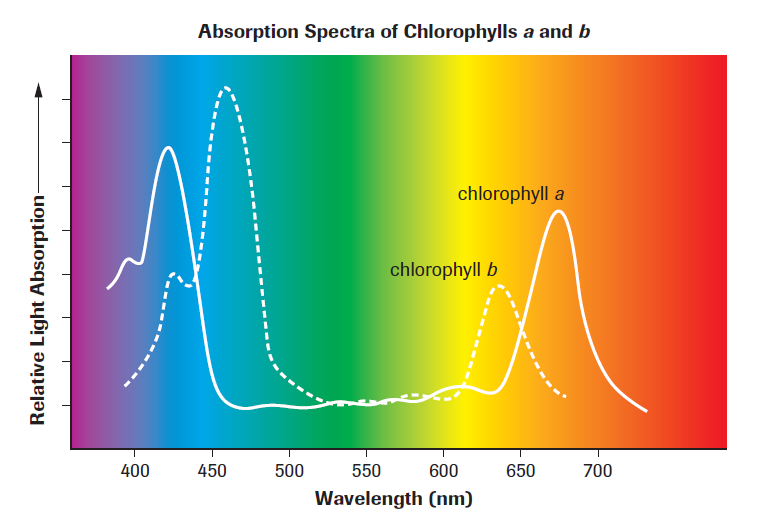 Absorption Spectra of Chlorophylls a and b
Relative Light Absorption
chlorophyll a
chlorophyll b
400 450 500 550 600 650 700
Wavelength (nm)